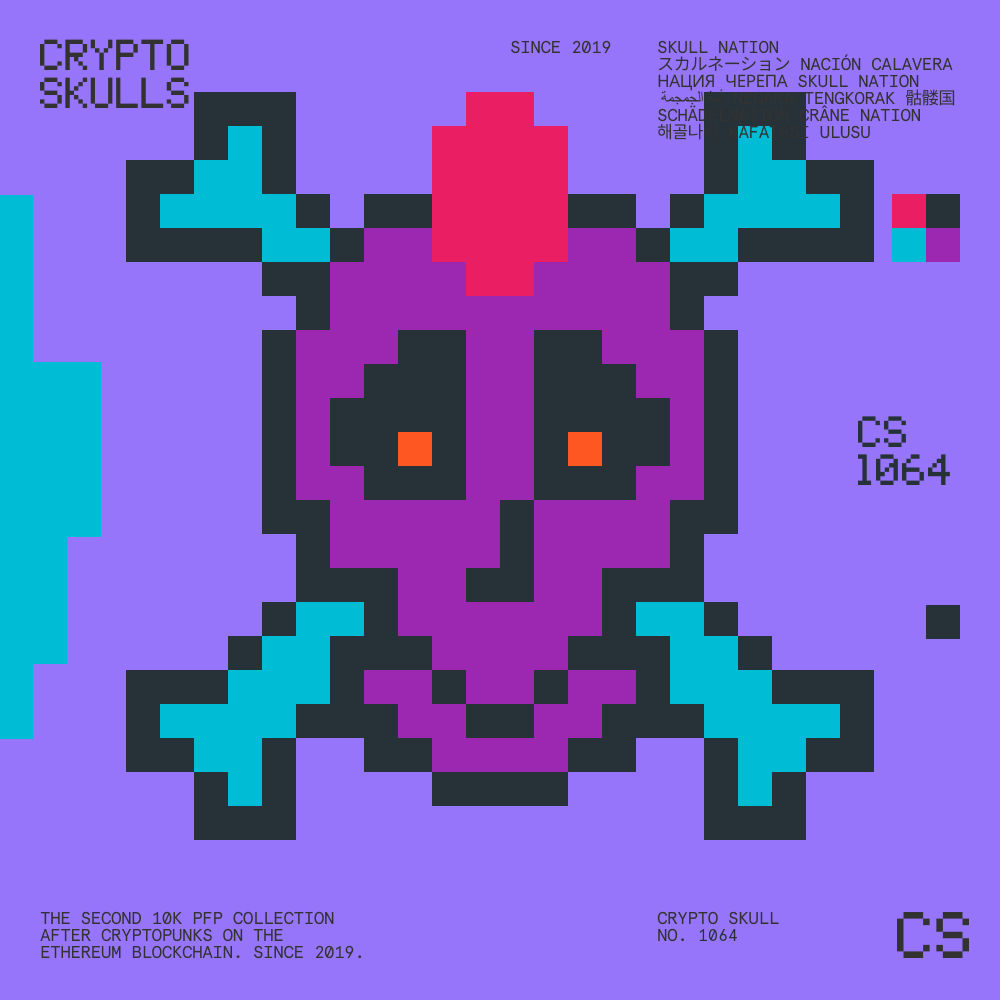 CRYPTO
SKULLS
SINCE 2019
SKULL NATION
スカルネーション NACIÓN CALAVERA
НАЦИЯ ЧЕРЕПА SKULL NATION
الجمجمة TENGKORAK 骷髅国
CRÂNE NATION
해골나 ULUSU
CS
1064
THE SECOND 10K PFP COLLECTION
AFTER CRYPTOPUNKS ON THE
ETHEREUM BLOCKCHAIN. SINCE 2019.
CRYPTO SKULL
NO. 1064
CS